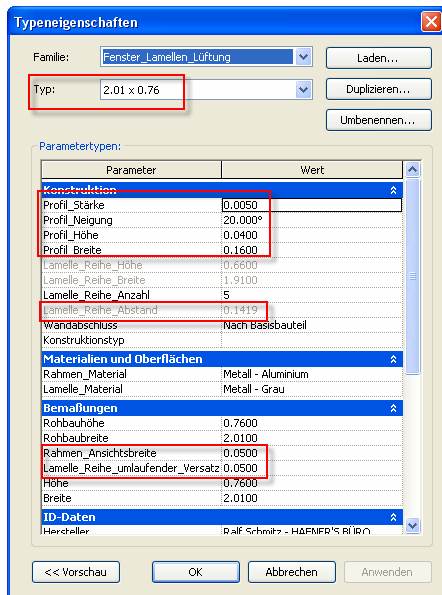 Typeneigenschaften
Familie: Fenster_Lamellen_Lüftung Laden...
Typ: 2.01 x 0.76 Duplizieren...
Umbenennen...
Parametertypen:
Parameter Wert
Konstruktion
Profil_Stärke 0.0050
Profil_Neigung 20.000°
Profil_Höhe 0.0400
Profil_Breite 0.1600
Lamelle_Reihe_Höhe 0.6600
Lamelle_Reihe_Breite 1.9100
Lamelle_Reihe_Anzahl 5
Lamelle_Reihe_Abstand 0.1419
Wandabschluss Nach Basisbauteil
Konstruktionstyp
Materialien und Oberflächen
Rahmen_Material Metall - Aluminium
Lamelle_Material Metall - Grau
Bemaßungen
Rohbauhöhe 0.7600
Rohbaubreite 2.0100
Rahmen_Ansichtsbreite 0.0500
Lamelle_Reihe_umlaufender_Versatz 0.0500
Höhe 0.7600
Breite 2.0100
ID-Daten
Hersteller Ralf Schmitz - HAENER'S BÜRO
<< Vorschau OK Abbrechen Anwenden